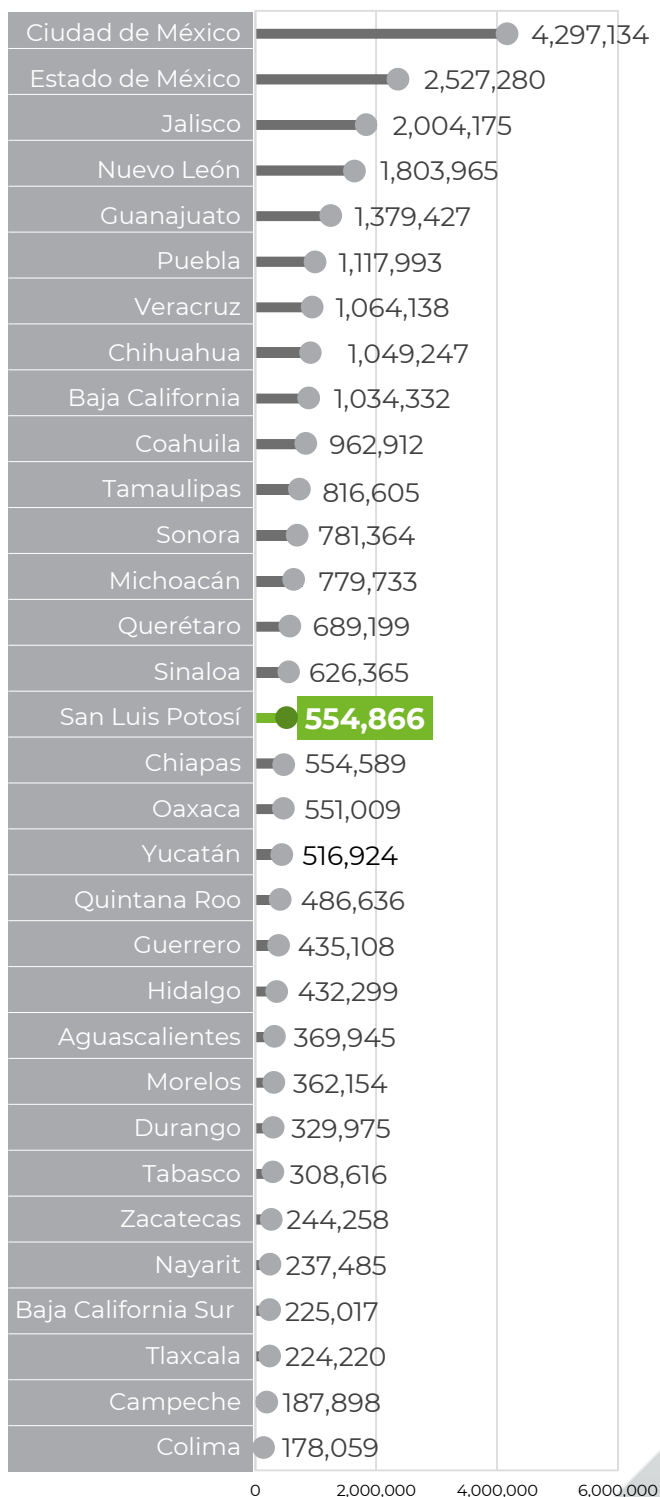 Ciudad de México 4,297,134
Estado de México 2,527,280
Jalisco 2,004,175
Nuevo León 1,803,965
Guanajuato 1,379,427
Puebla 1,117,993
Veracruz 1,064,138
Chihuahua 1,049,247
Baja California 1,034,332
Coahuila 962,912
Tamaulipas 816,605
Sonora 781,364
Michoacán 779,733
Querétaro 689,199
Sinaloa 626,365
San Luis Potosí 554,866
Chiapas 554,589
Oaxaca 551,009
Yucatán 516,924
Quintana Roo 486,636
Guerrero 435,108
Hidalgo 432,299
Aguascalientes 369,945
Morelos 362,154
Durango 329,975
Tabasco 308,616
Zacatecas 244,258
Nayarit 237,485
Baja California Sur 225,017
Tlaxcala 224,220
Campeche 187,898
Colima 178,059
0 2,000,000 4,000,000 6,000,000